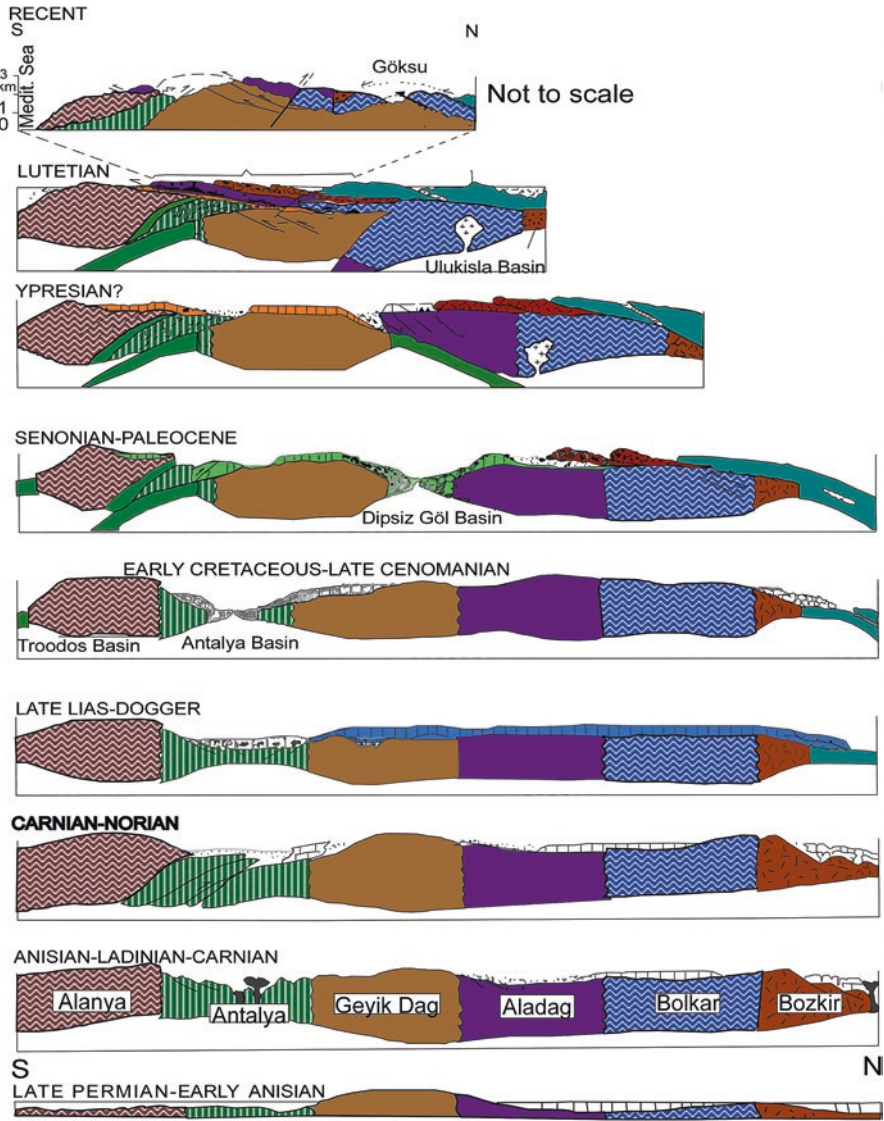 RECENT
S
N
3
km
1
0
Medit. Sea
Göksu
Not to scale
LUTETIAN
Ulukisla Basin
YPRESIAN?
SENONIAN-PALEOCENE
Dipsiz Göl Basin
EARLY CRETACEOUS-LATE CENOMANIAN
Troodos Basin
Antalya Basin
LATE LIAS-DOGGER
CARNIAN-NORIAN
ANISIAN-LADINIAN-CARNIAN
Alanya
Antalya
Geyik Dag
Aladag
Bolkar
Bozkir
S
N
LATE PERMIAN-EARLY ANISIAN